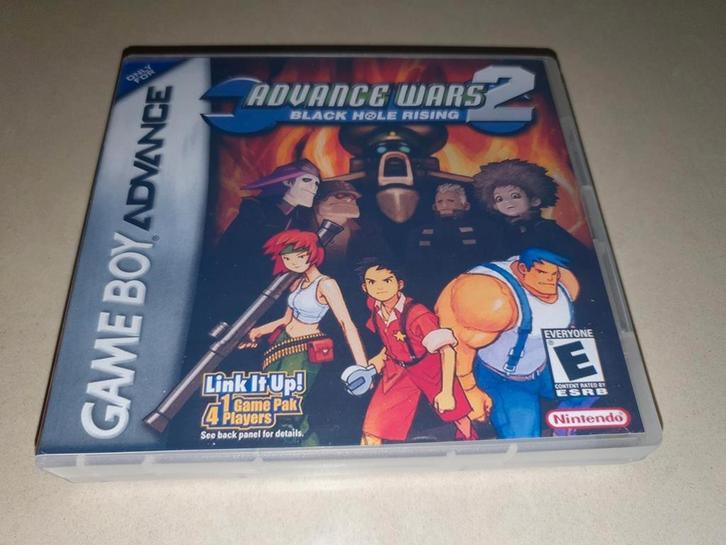 ONLY
FOR
GAME BOY ADVANCE
ADVANCE WARS 2
BLACK HOLE RISING
Link It Up!
1 Game Pak
4 Players
See back panel for details.
EVERYONE
E
CONTENT RATED BY
ESRB
Nintendo